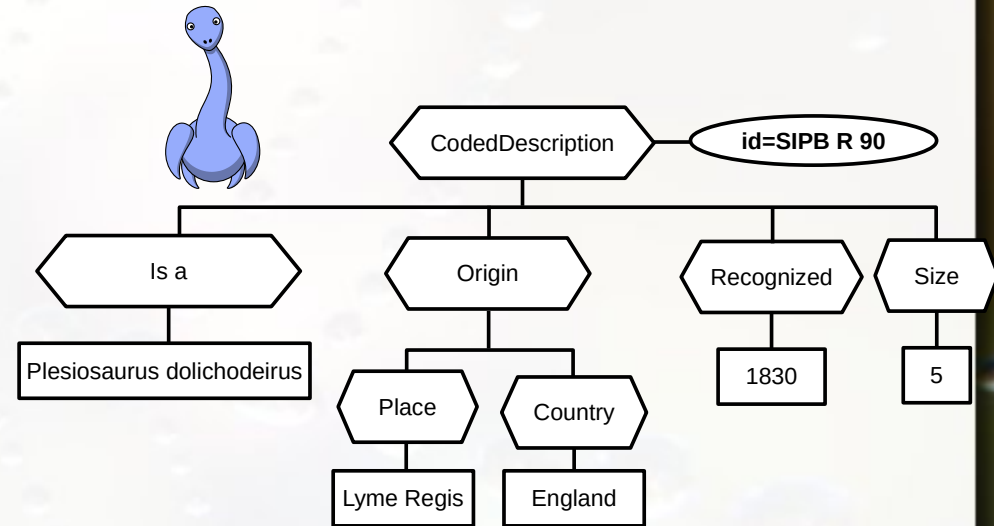 CodedDescription
id=SIPB R 90
Is a
Origin
Recognized
Size
Plesiosaurus dolichodeirus
Place
Country
1830
5
Lyme Regis
England